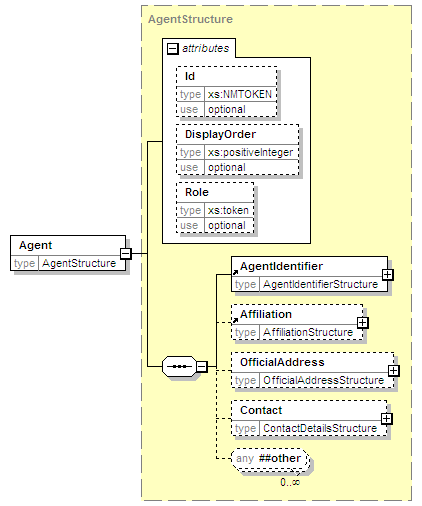 AgentStructure
attributes
Id
type xs:NMTOKEN
use optional
DisplayOrder
type xs:positiveInteger
use optional
Role
type xs:token
use optional
Agent
type AgentStructure
AgentIdentifier
type AgentIdentifierStructure
Affiliation
type AffiliationStructure
OfficialAddress
type OfficialAddressStructure
Contact
type ContactDetailsStructure
any ##other
0..∞